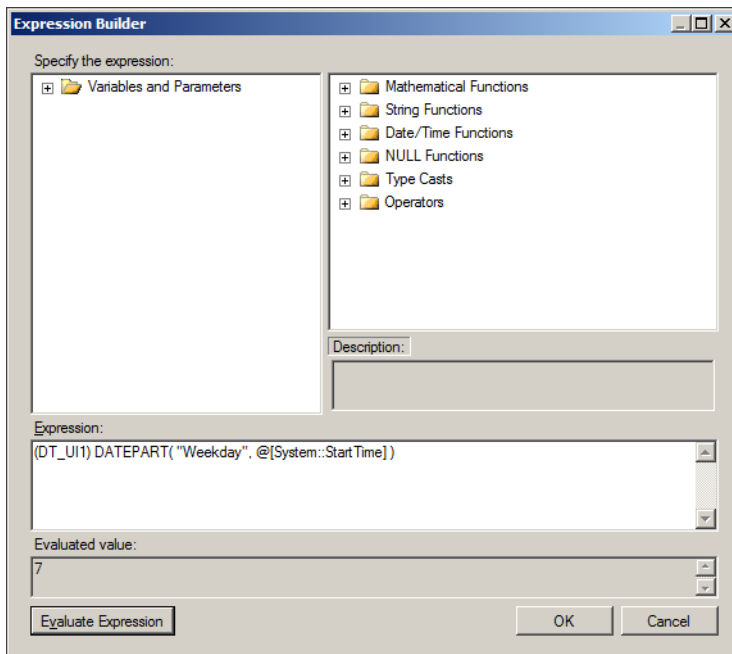 Expression Builder
Specify the expression:
Variables and Parameters
Mathematical Functions
String Functions
Date/Time Functions
NULL Functions
Type Casts
Operators
Description:
Expression:
(DT_UI1) DATEPART( "Weekday", @[System::StartTime] )
Evaluated value:
7
Evaluate Expression
OK
Cancel